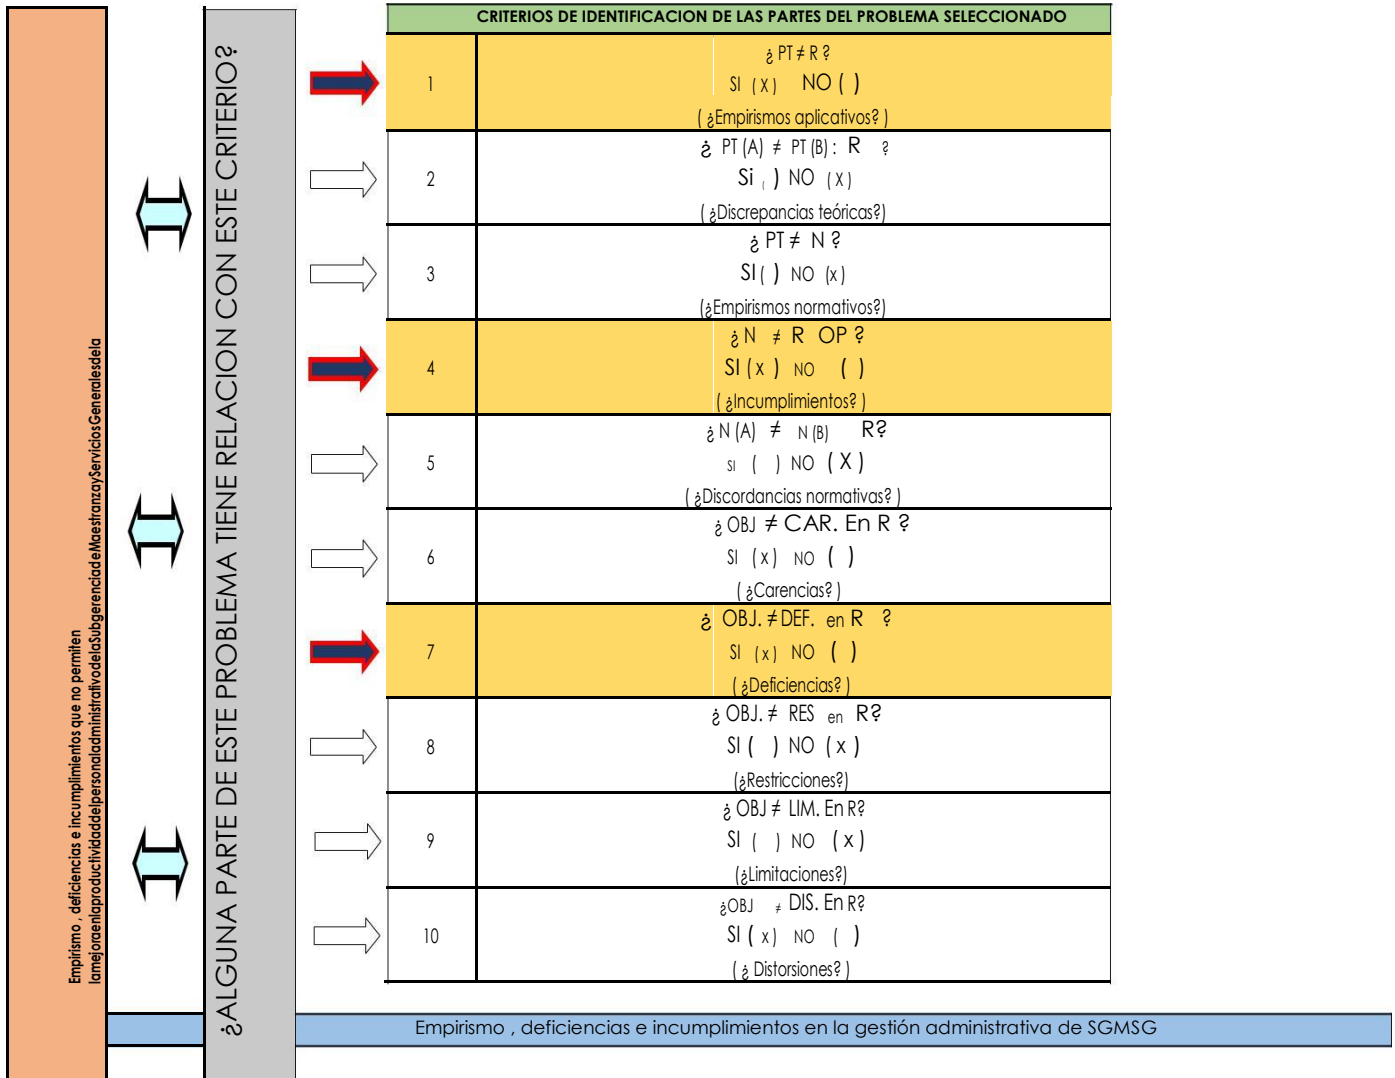 CRITERIOS DE IDENTIFICACION DE LAS PARTES DEL PROBLEMA SELECCIONADO
Empirismo , deficiencias e incumplimientos que no permiten
lamejoraenlaproductividaddelpersonaladministrativodelaSubgerenciadeMaestranzayServiciosGeneralesdela
¿ALGUNA PARTE DE ESTE PROBLEMA TIENE RELACION CON ESTE CRITERIO?
¿ PT ≠ R ?
1 SI ( X ) NO ( )
( ¿Empirismos aplicativos? )
¿ PT (A) ≠ PT (B) : R ?
2 Si ( ) NO ( X )
( ¿Discrepancias teóricas?)
¿ PT ≠ N ?
3 SI ( ) NO (x)
(¿Empirismos normativos?)
¿ N ≠ R OP ?
4 SI ( x ) NO ( )
( ¿Incumplimientos? )
¿ N (A) ≠ N (B) R?
5 SI ( ) NO ( X )
( ¿Discordancias normativas? )
¿ OBJ ≠ CAR. En R ?
6 SI ( x ) NO ( )
( ¿Carencias? )
¿ OBJ. ≠ DEF. en R ?
7 SI ( x ) NO ( )
( ¿Deficiencias? )
¿ OBJ. ≠ RES en R?
8 SI ( ) NO ( x )
(¿Restricciones?)
¿ OBJ ≠ LIM. En R?
9 SI ( ) NO ( x )
(¿Limitaciones?)
¿OBJ ≠ DIS. En R?
10 SI ( x ) NO ( )
( ¿ Distorsiones? )
Empirismo , deficiencias e incumplimientos en la gestión administrativa de SGMSG